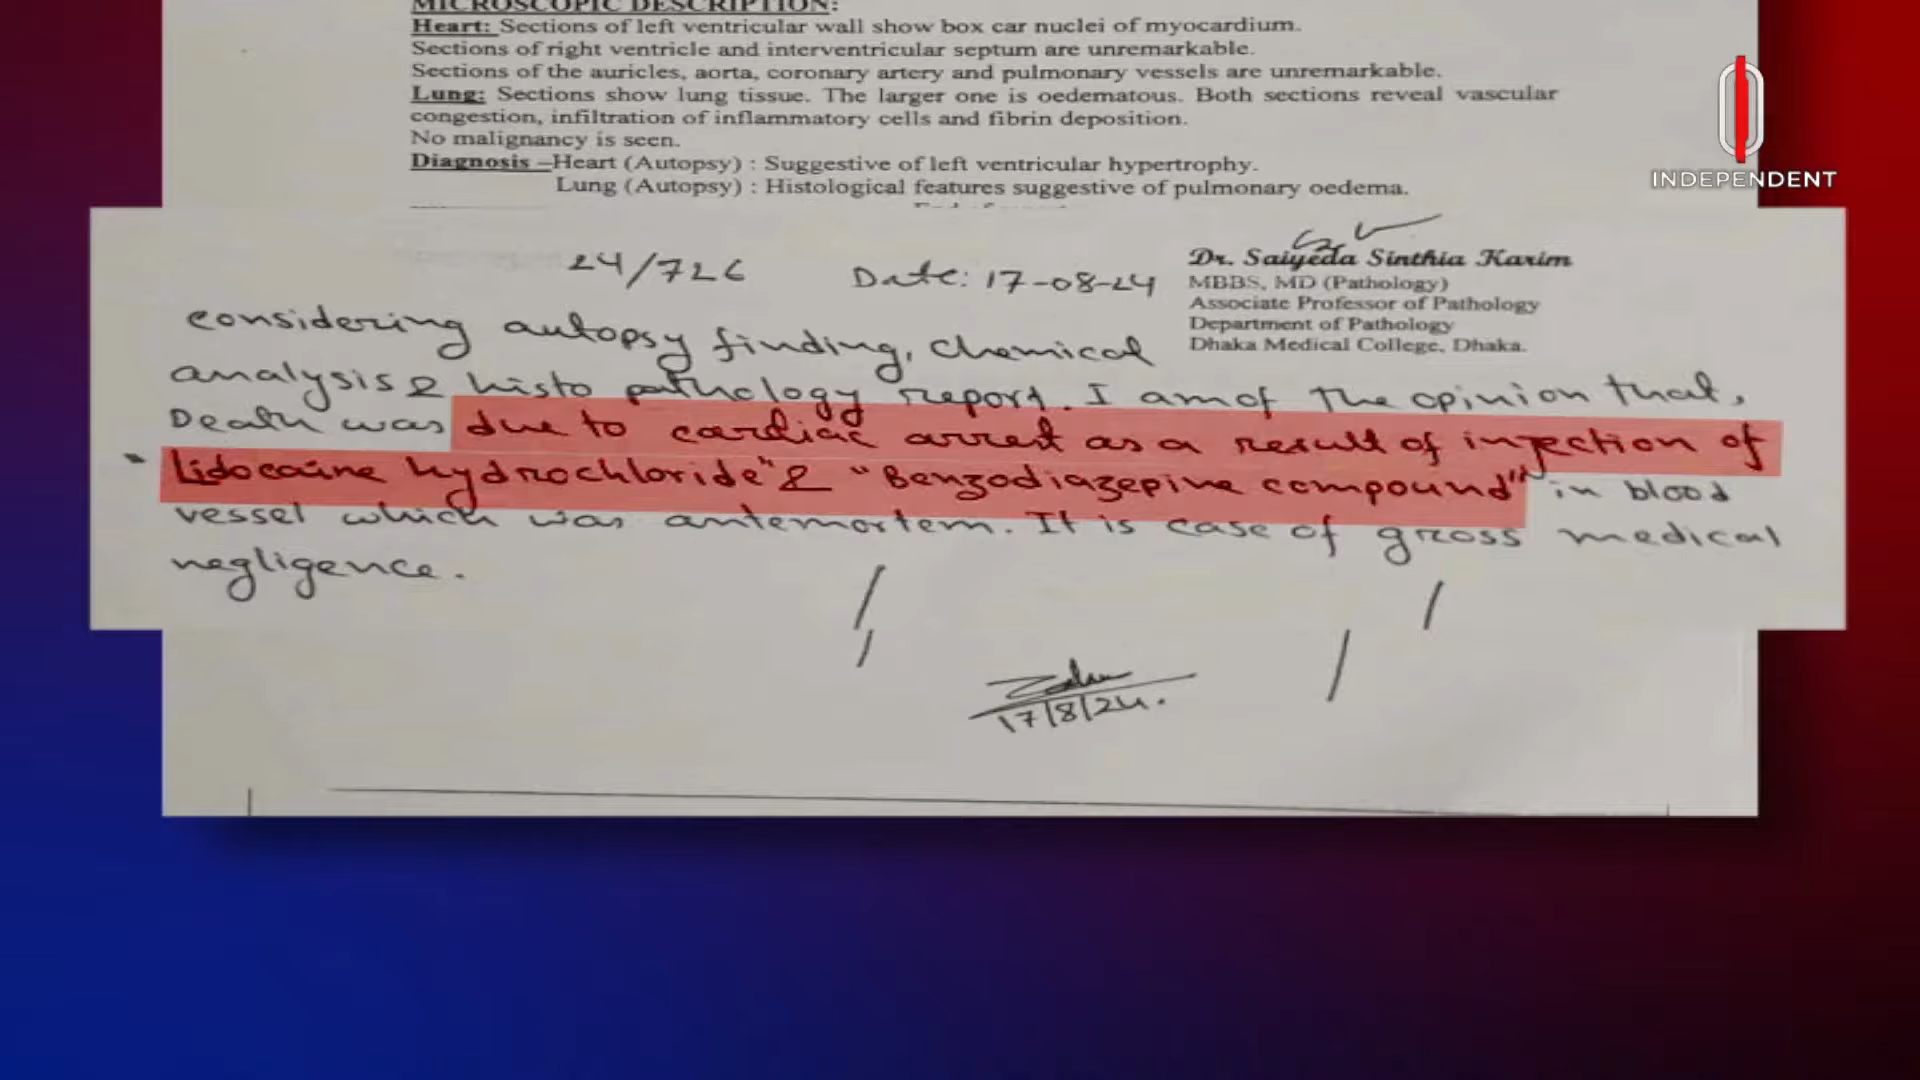 MICROSCOPIC DESCRIPTION:
Heart: Sections of left ventricular wall show box car nuclei of myocardium.
Sections of right ventricle and interventricular septum are unremarkable.
Sections of the auricles, aorta, coronary artery and pulmonary vessels are unremarkable.
Lung: Sections show lung tissue. The larger one is oedematous. Both sections reveal vascular
congestion, infiltration of inflammatory cells and fibrin deposition.
No malignancy is seen.
Diagnosis –Heart (Autopsy) : Suggestive of left ventricular hypertrophy.
Lung (Autopsy) : Histological features suggestive of pulmonary oedema.
INDEPENDENT
24/726 Date: 17-08-24
Dr. Saiyeda Sinthia Karim
MBBS, MD (Pathology)
Associate Professor of Pathology
Department of Pathology
Dhaka Medical College, Dhaka.
considering autopsy finding, chemical
analysis & histo pathology report. I am of the opinion that,
Death was due to cardiac arrest as a result of injection of
"Lidocaine hydrochloride" & "Benzodiazepine compound" in blood
vessel which was antemortem. It is case of gross medical
negligence.
17/8/24.